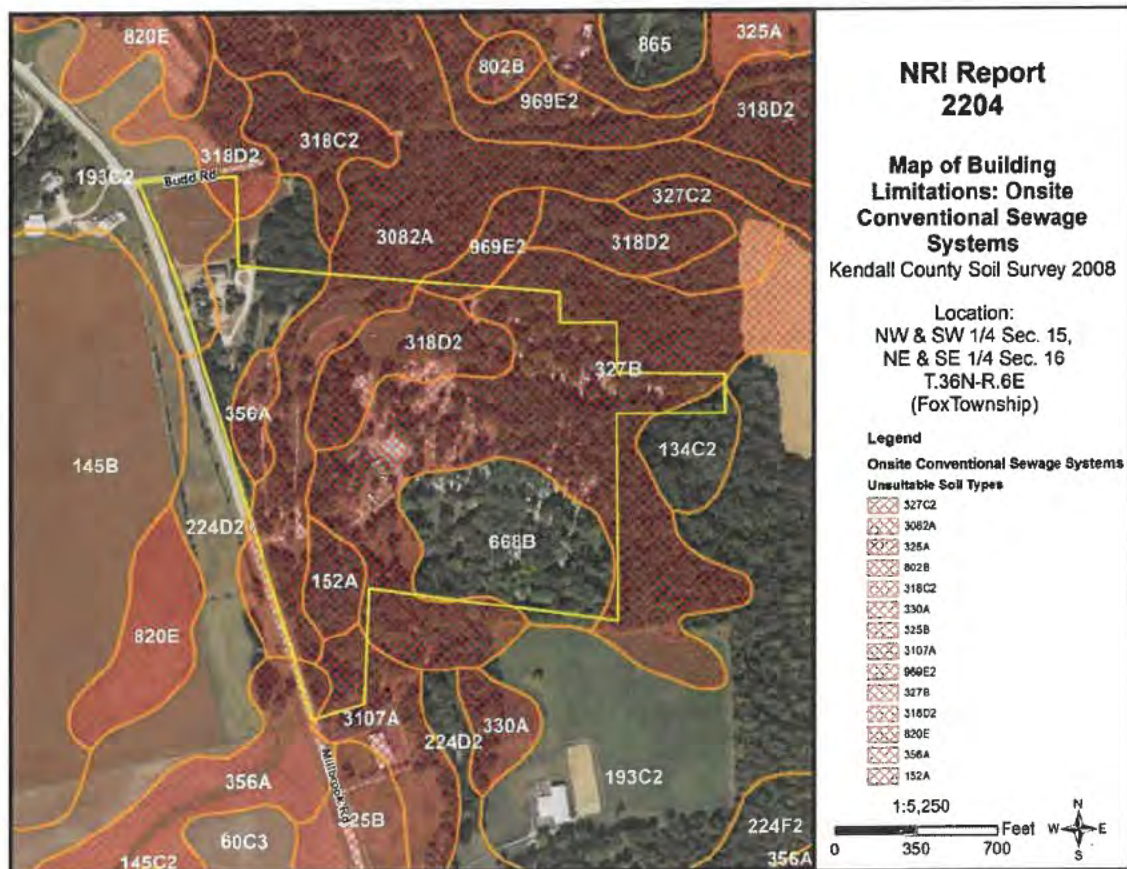 820E
865
325A
802B
969E2
318D2
318C2
318D2
193C2
Budd Rd
327C2
3082A
969E2
318D2
318D2
327B
356A
134C2
145B
224D2
668B
152A
820E
3107A
224D2
330A
193C2
356A
Millbrook Rd
25B
60C3
224F2
145C2
356A
NRI Report
2204
Map of Building
Limitations: Onsite
Conventional Sewage
Systems
Kendall County Soil Survey 2008
Location:
NW & SW 1/4 Sec. 15,
NE & SE 1/4 Sec. 16
T.36N-R.6E
(FoxTownship)
Legend
Onsite Conventional Sewage Systems
Unsuitable Soil Types
327C2
3082A
325A
802B
318C2
330A
325B
3107A
969E2
327B
318D2
820E
356A
152A
1:5,250
Feet
0 350 700
N
W E
S